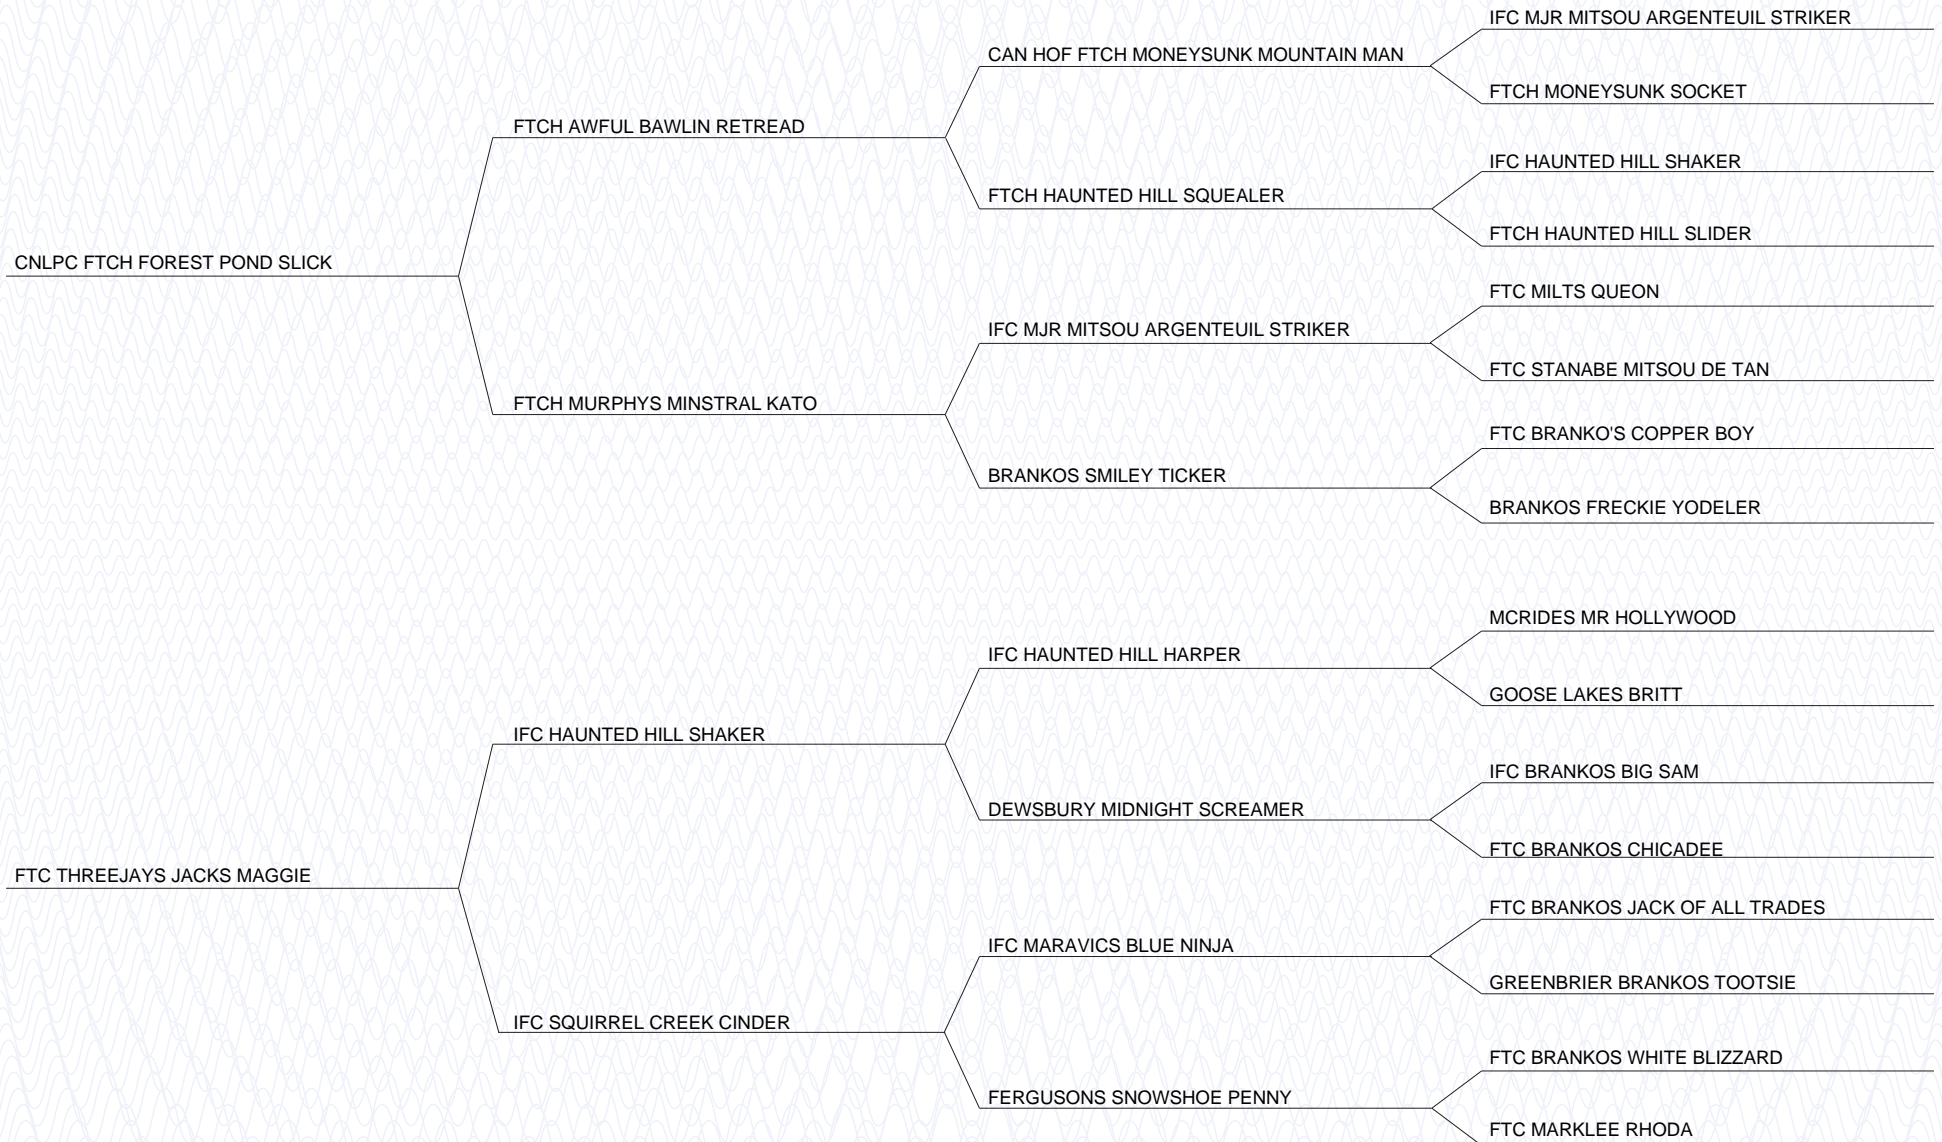 IFC MJR MITSOU ARGENTEUIL STRIKER
CAN HOF FTCH MONEYSUNK MOUNTAIN MAN
FTCH MONEYSUNK SOCKET
FTCH AWFUL BAWLIN RETREAD
IFC HAUNTED HILL SHAKER
FTCH HAUNTED HILL SQUEALER
FTCH HAUNTED HILL SLIDER
CNLPC FTCH FOREST POND SLICK
FTC MILTS QUEON
IFC MJR MITSOU ARGENTEUIL STRIKER
FTC STANABE MITSOU DE TAN
FTCH MURPHYS MINSTRAL KATO
FTC BRANKO'S COPPER BOY
BRANKOS SMILEY TICKER
BRANKOS FRECKIE YODELER
MCRIDES MR HOLLYWOOD
IFC HAUNTED HILL HARPER
GOOSE LAKES BRITT
IFC HAUNTED HILL SHAKER
IFC BRANKOS BIG SAM
DEWSBURY MIDNIGHT SCREAMER
FTC BRANKOS CHICADEE
FTC THREEJAYS JACKS MAGGIE
FTC BRANKOS JACK OF ALL TRADES
IFC MARAVICS BLUE NINJA
GREENBRIER BRANKOS TOOTSIE
IFC SQUIRREL CREEK CINDER
FTC BRANKOS WHITE BLIZZARD
FERGUSONS SNOWSHOE PENNY
FTC MARKLEE RHODA